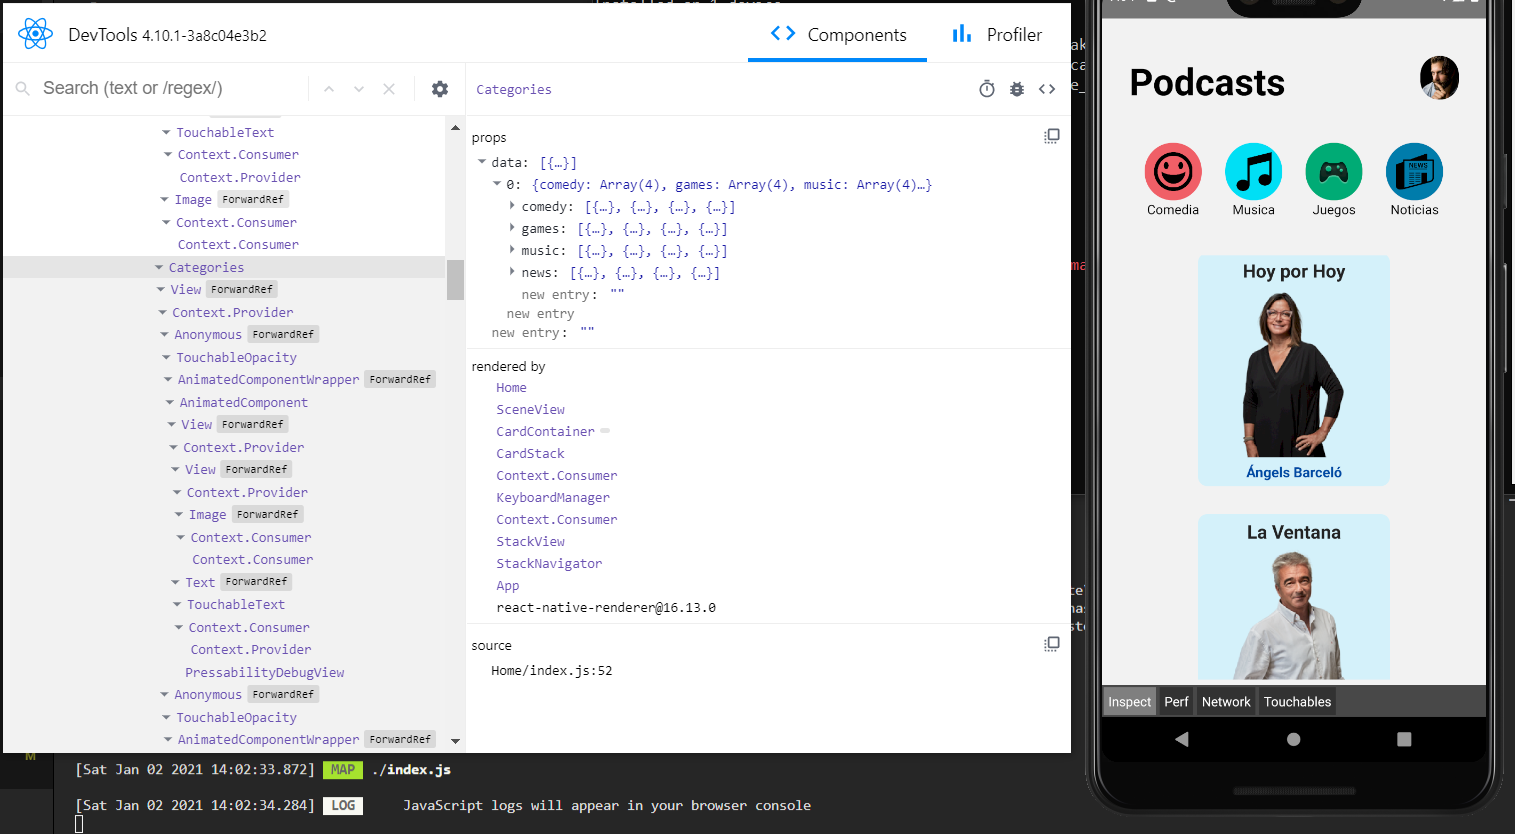 DevTools 4.10.1-3a8c04e3b2
Components
Profiler
Search (text or /regex/)
TouchableText
Context.Consumer
Context.Provider
Image ForwardRef
Context.Consumer
Context.Consumer
Categories
View ForwardRef
Context.Provider
Anonymous ForwardRef
TouchableOpacity
AnimatedComponentWrapper ForwardRef
AnimatedComponent
View ForwardRef
Context.Provider
View ForwardRef
Context.Provider
Image ForwardRef
Context.Consumer
Context.Consumer
Text ForwardRef
TouchableText
Context.Consumer
Context.Provider
PressabilityDebugView
Anonymous ForwardRef
TouchableOpacity
AnimatedComponentWrapper ForwardRef
Categories
props
data: [{…}]
0: {comedy: Array(4), games: Array(4), music: Array(4)…}
comedy: [{…}, {…}, {…}, {…}]
games: [{…}, {…}, {…}, {…}]
music: [{…}, {…}, {…}, {…}]
news: [{…}, {…}, {…}, {…}]
new entry: ""
new entry
new entry: ""
rendered by
Home
SceneView
CardContainer
CardStack
Context.Consumer
KeyboardManager
Context.Consumer
StackView
StackNavigator
App
react-native-renderer@16.13.0
source
Home/index.js:52
M
[Sat Jan 02 2021 14:02:33.872] MAP ./index.js
[Sat Jan 02 2021 14:02:34.284] LOG JavaScript logs will appear in your browser console
Podcasts
NEWS
Comedia Musica Juegos Noticias
Hoy por Hoy
Ángels Barceló
La Ventana
Inspect Perf Network Touchables